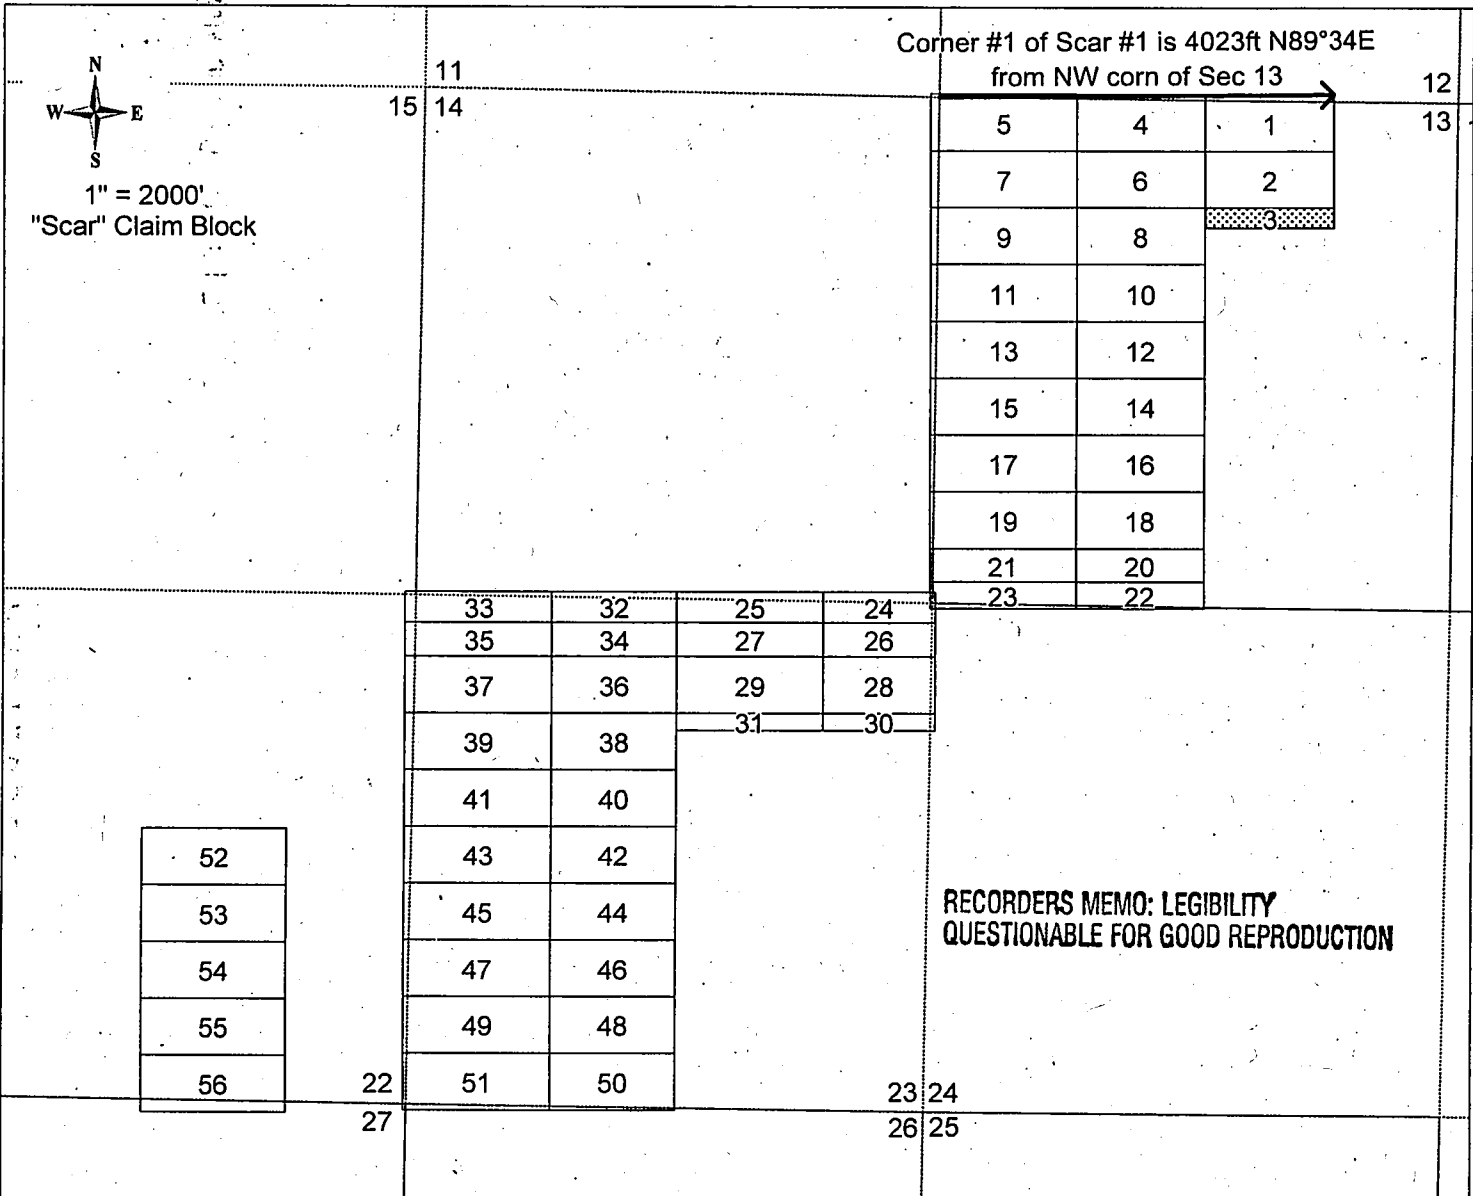 Corner #1 of Scar #1 is 4023ft N89°34E
from NW corn of Sec 13
N
W E
S
1" = 2000'
"Scar" Claim Block
11
12
15 14
13
5 4 1
7 6 2
3
9 8
11 10
13 12
15 14
17 16
19 18
21 20
23 22
33 32 25 24
35 34 27 26
37 36 29 28
31 30
39 38
41 40
43 42
45 44
47 46
49 48
51 50
52
53
54
55
56
RECORDERS MEMO: LEGIBILITY
QUESTIONABLE FOR GOOD REPRODUCTION
22
23 24
27
26 25